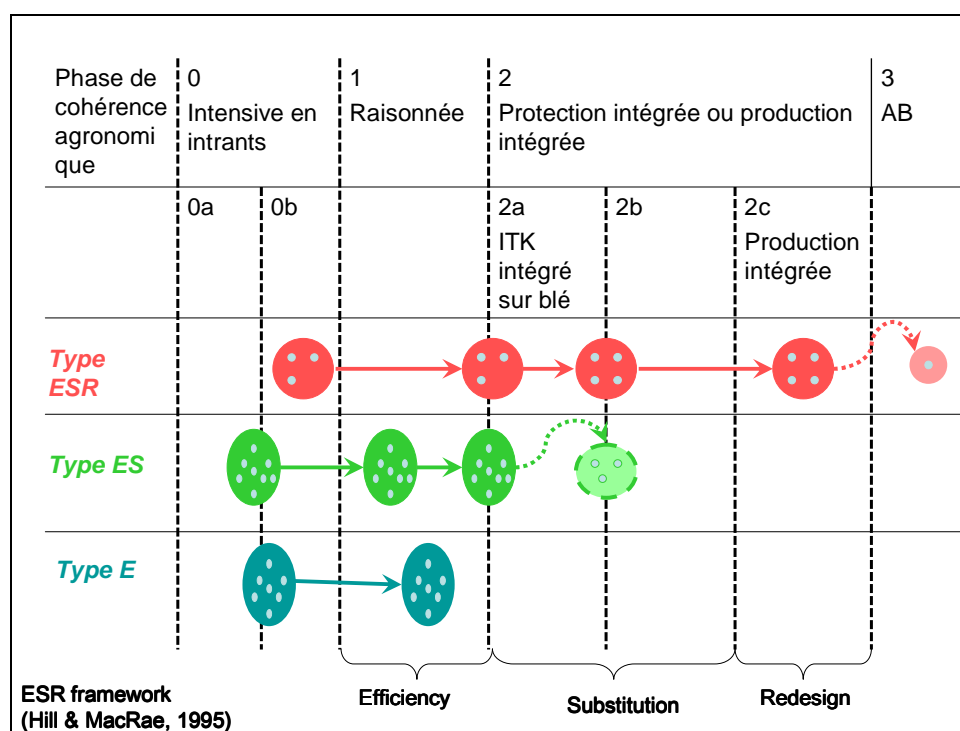 Phase de
cohérence
agronomi
que
0
Intensive en
intrants
1
Raisonnée
2
Protection intégrée ou production
intégrée
3
AB
0a
0b
2a
ITK
intégré
sur blé
2b
2c
Production
intégrée
Type
ESR
Type ES
Type E
ESR framework
(Hill & MacRae, 1995)
Efficiency
Substitution
Redesign